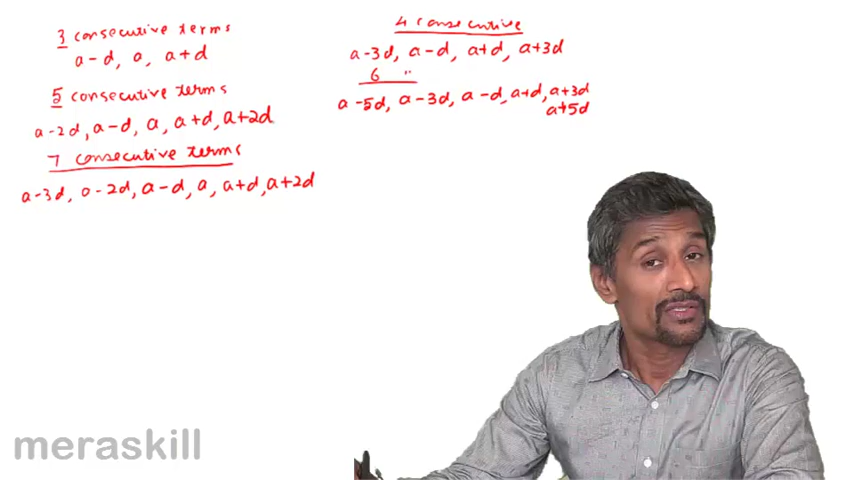 3 consecutive terms
a-d, a, a+d
5 consecutive terms
a-2d, a-d, a, a+d, a+2d
7 consecutive terms
a-3d, a-2d, a-d, a, a+d, a+2d
4 consecutive
a-3d, a-d, a+d, a+3d
6 "
a-5d, a-3d, a-d, a+d, a+3d
a+5d
meraskill